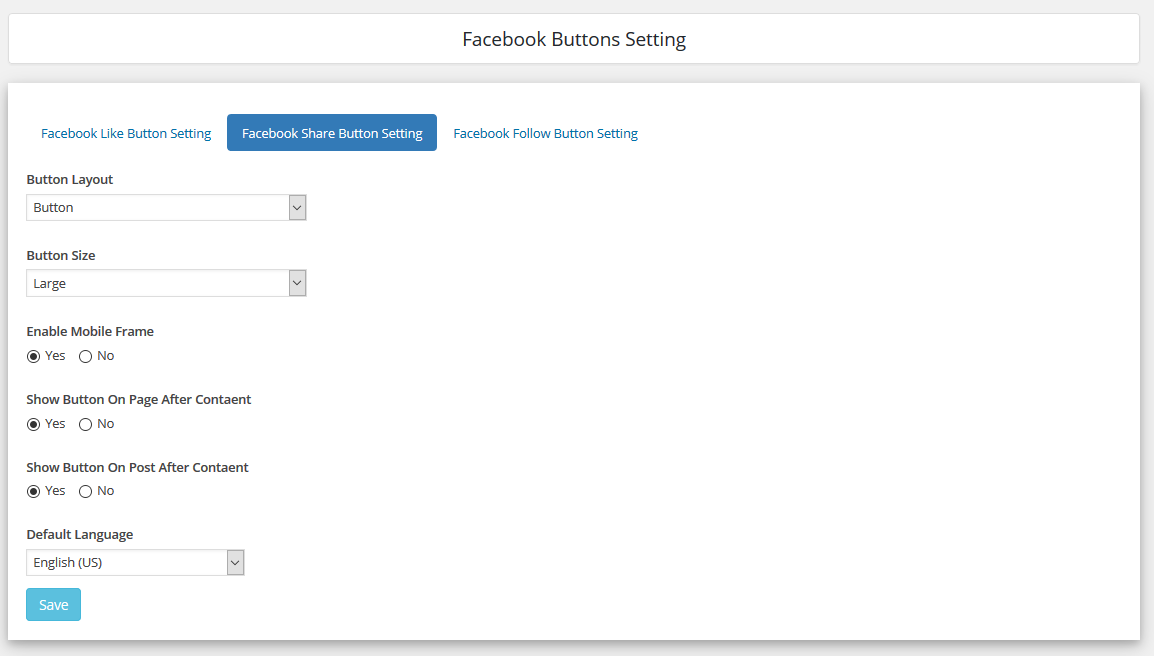 Facebook Buttons Setting
Facebook Like Button Setting Facebook Share Button Setting Facebook Follow Button Setting
Button Layout
Button
Button Size
Large
Enable Mobile Frame
Yes No
Show Button On Page After Contaent
Yes No
Show Button On Post After Contaent
Yes No
Default Language
English (US)
Save